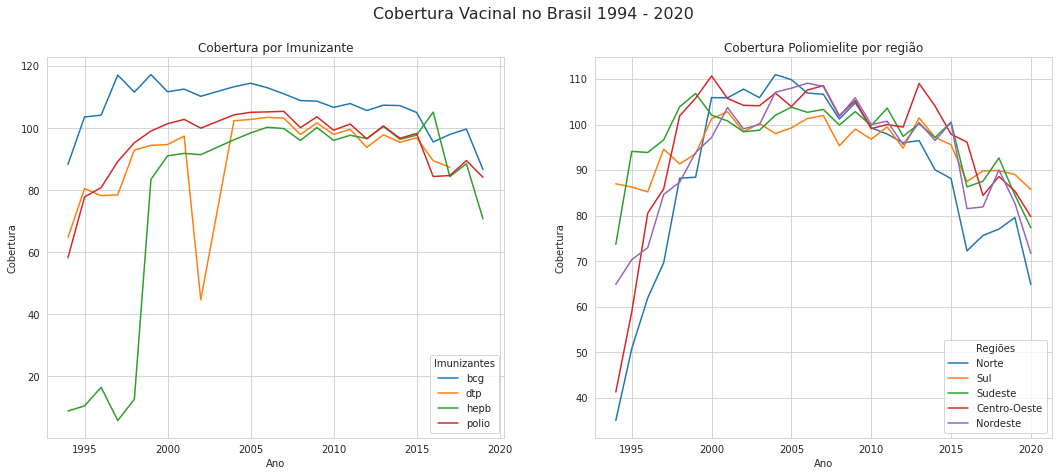 Cobertura Vacinal no Brasil 1994 - 2020
Cobertura por Imunizante
120
100
80
60
40
20
Cobertura
1995
2000
2005
2010
2015
2020
Ano
Imunizantes
bcg
dtp
hepb
polio
Cobertura Poliomielite por região
110
100
90
80
70
60
50
40
Cobertura
1995
2000
2005
2010
2015
2020
Ano
Regiões
Norte
Sul
Sudeste
Centro-Oeste
Nordeste